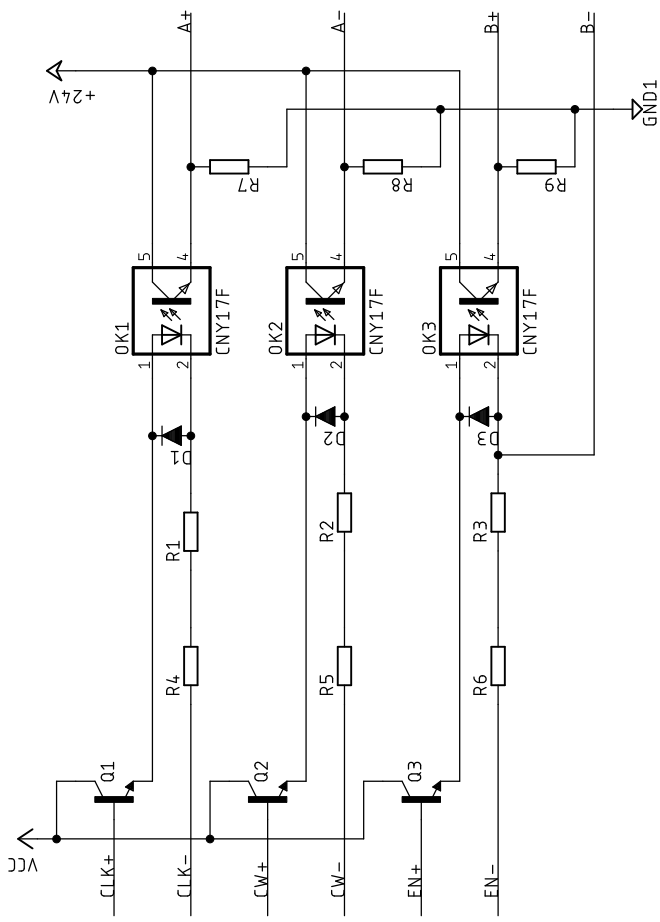 A+
A-
B+
B-
+24V
GND1
R7
R8
R9
5
4
5
4
5
4
OK1
CNY17F
OK2
CNY17F
OK3
CNY17F
1
2
1
2
1
2
D1
D2
D3
R1
R2
R3
R4
R5
R6
Q1
Q2
Q3
VCC
CLK+
CLK-
CW+
CW-
EN+
EN-